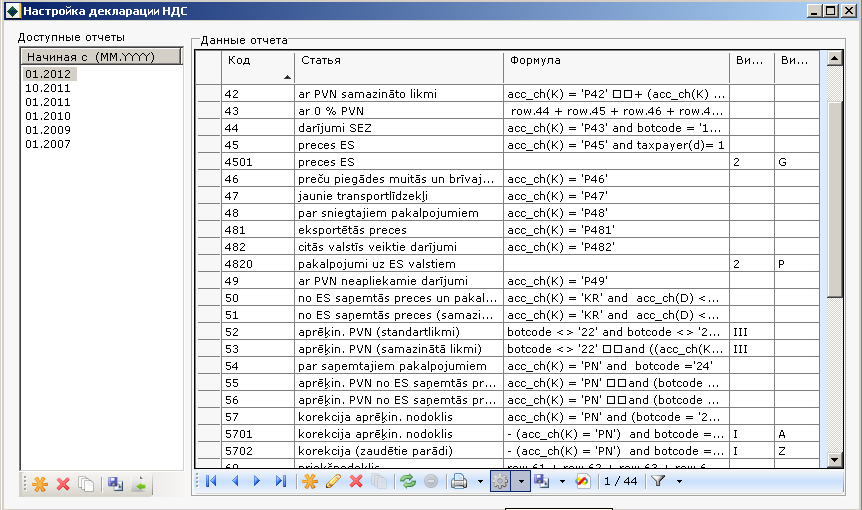 Настройка декларации НДС
Доступные отчеты
Начиная с (MM.YYYY)
01.2012
10.2011
01.2011
01.2010
01.2009
01.2007
Данные отчета
Код Статья Формула Ви... Ви...
42 ar PVN samazināto likmi acc_ch(K) = 'P42' □□+ (acc_ch(K) ...
43 ar 0 % PVN row.44 + row.45 + row.46 + row.4...
44 darījumi SEZ acc_ch(K) = 'P43' and botcode = '1...
45 preces ES acc_ch(K) = 'P45' and taxpayer(d)= 1
4501 preces ES 2 G
46 preču piegādes muitās un brīvaj... acc_ch(K) = 'P46'
47 jaunie transportlīdzekļi acc_ch(K) = 'P47'
48 par sniegtajiem pakalpojumiem acc_ch(K) = 'P48'
481 eksportētās preces acc_ch(K) = 'P481'
482 citās valstīs veiktie darījumi acc_ch(K) = 'P482'
4820 pakalpojumi uz ES valstiem 2 P
49 ar PVN neapliekamie darījumi acc_ch(K) = 'P49'
50 no ES saņemtās preces un pakal... acc_ch(K) = 'KR' and acc_ch(D) <...
51 no ES saņemtās preces (samazi... acc_ch(K) = 'KR' and acc_ch(D) <...
52 aprēķin. PVN (standartlikmi) botcode <> '22' and botcode <> '2... III
53 aprēķin. PVN (samazinātā likmi) botcode <> '22' □□and ((acc_ch(K... III
54 par saņemtajiem pakalpojumiem acc_ch(K) = 'PN' and botcode ='24'
55 aprēķin. PVN no ES saņemtās pr... acc_ch(K) = 'PN' □□and (botcode ...
56 aprēķin. PVN no ES saņemtās pr... acc_ch(K) = 'PN' □□and (botcode ...
57 korekcija aprēķin. nodoklis acc_ch(K) = 'PN' and (botcode = '2...
5701 korekcija aprēķin. nodoklis - (acc_ch(K) = 'PN') and botcode =... I A
5702 korekcija (zaudētie parādi) - (acc_ch(K) = 'PN') and botcode =... I Z
60 priekšnodoklis row.61 + row.62 + row.63 + row.6...
1 / 44